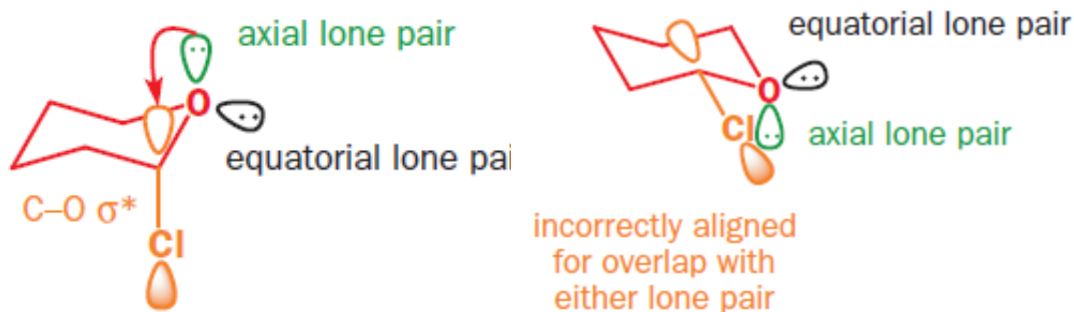 axial lone pair
O
equatorial lone pai
C–O σ*
Cl
equatorial lone pair
O
Cl
axial lone pair
incorrectly aligned
for overlap with
either lone pair